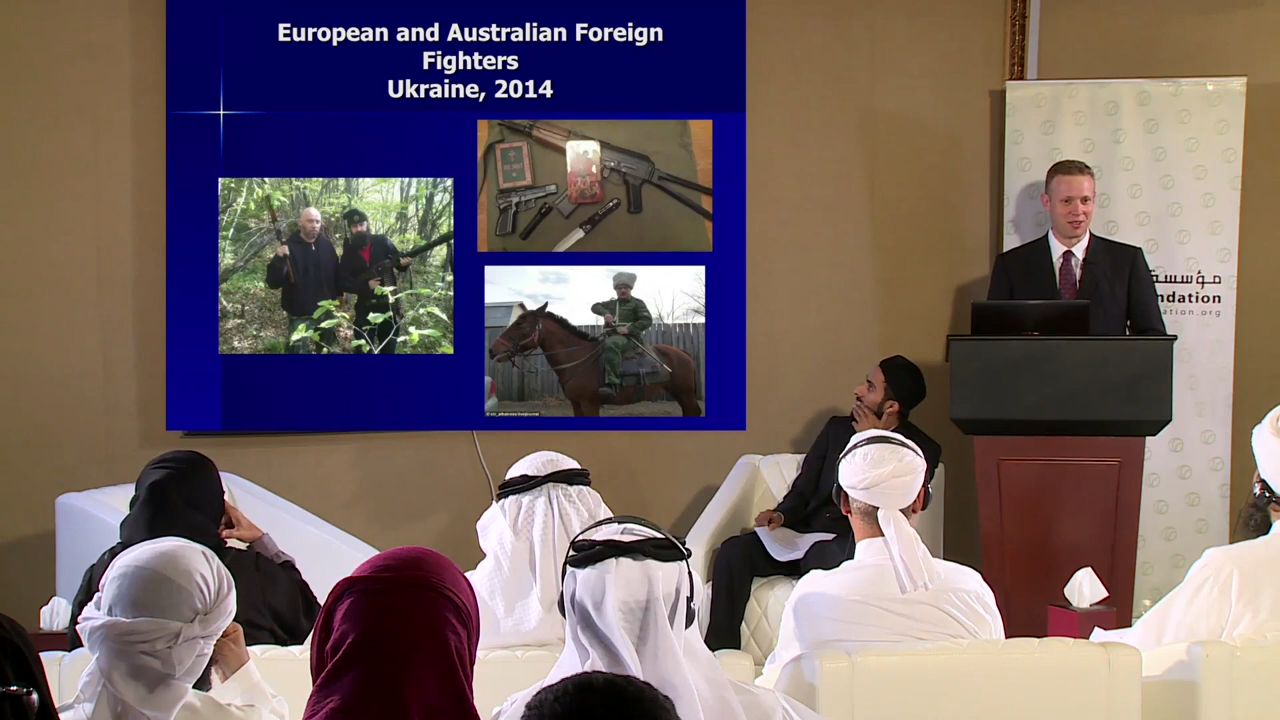 European and Australian Foreign
Fighters
Ukraine, 2014
مؤسسة
ndation
ation.org